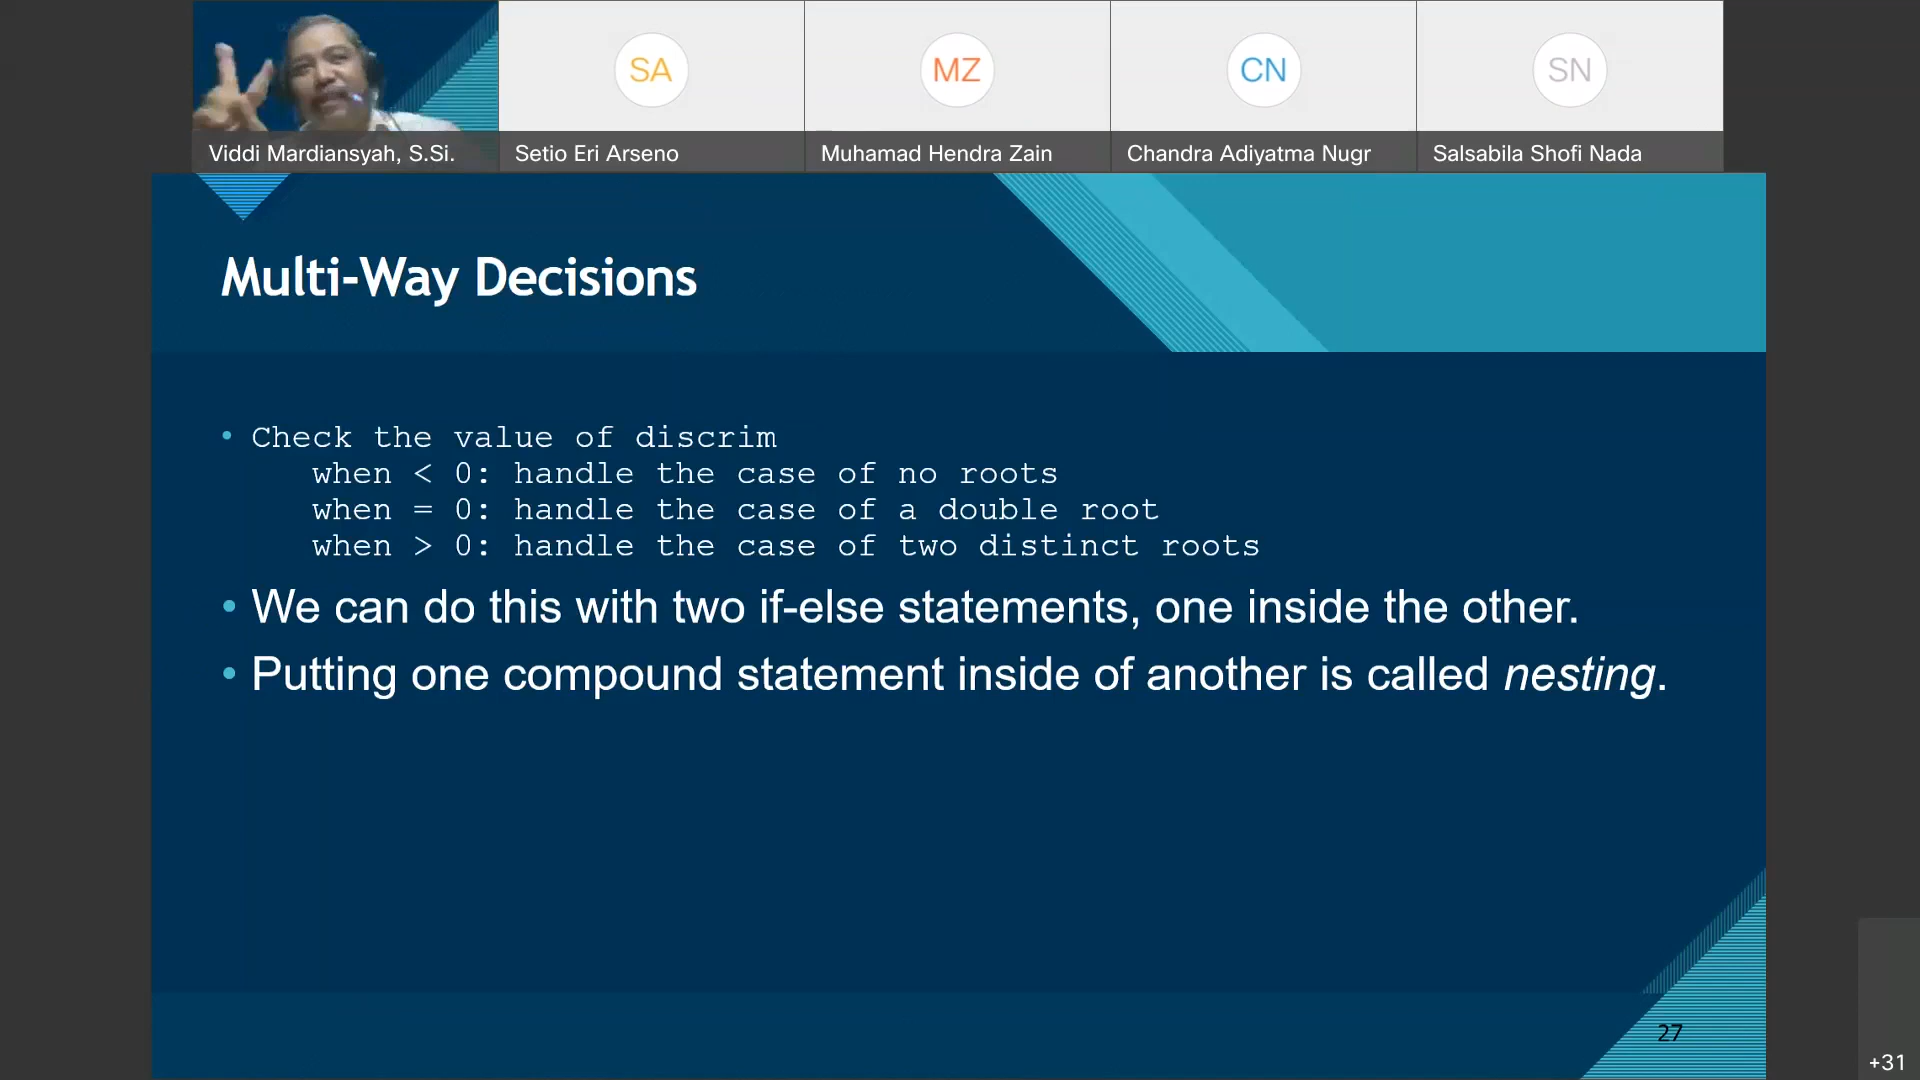 SA
MZ
CN
SN
Viddi Mardiansyah, S.Si.
Setio Eri Arseno
Muhamad Hendra Zain
Chandra Adiyatma Nugr
Salsabila Shofi Nada
Multi-Way Decisions
• Check the value of discrim
when < 0: handle the case of no roots
when = 0: handle the case of a double root
when > 0: handle the case of two distinct roots
• We can do this with two if-else statements, one inside the other.
• Putting one compound statement inside of another is called nesting.
27
+31